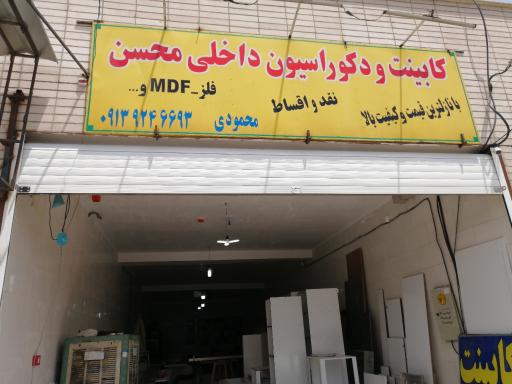 کابینت و دکوراسیون داخلی محسن
فلز_MDF و...
نقد و اقساط
با نازلترین قیمت و کیفیت بالا
محمودی ۰۹۱۳ ۹۲۴ ۶۶۹۳
کابینت